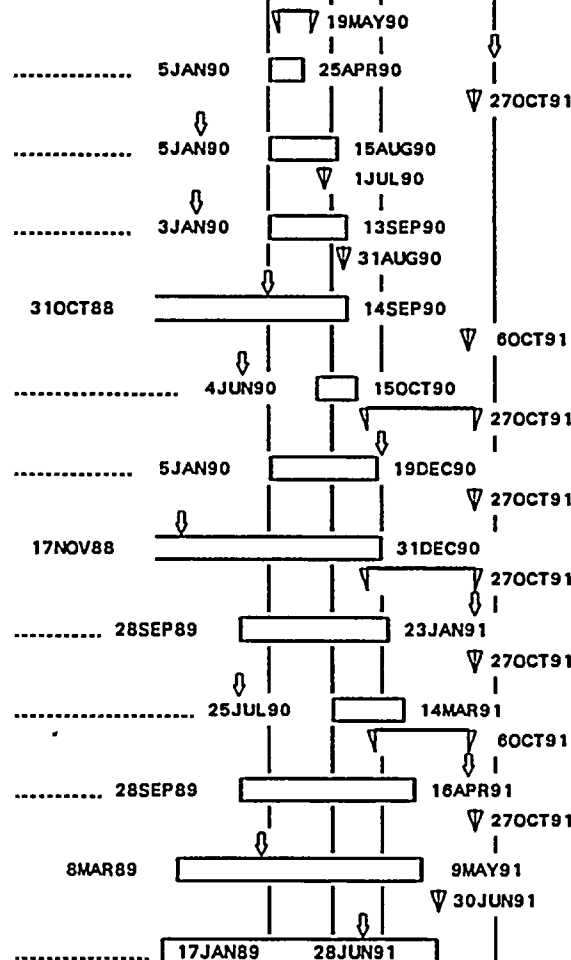 19MAY90
5JAN90 25APR90
27OCT91
5JAN90 15AUG90
1JUL90
3JAN90 13SEP90
31AUG90
31OCT88 14SEP90
6OCT91
4JUN90 15OCT90
27OCT91
5JAN90 19DEC90
27OCT91
17NOV88 31DEC90
27OCT91
28SEP89 23JAN91
27OCT91
25JUL90 14MAR91
6OCT91
28SEP89 16APR91
27OCT91
8MAR89 9MAY91
30JUN91
17JAN89 28JUN91